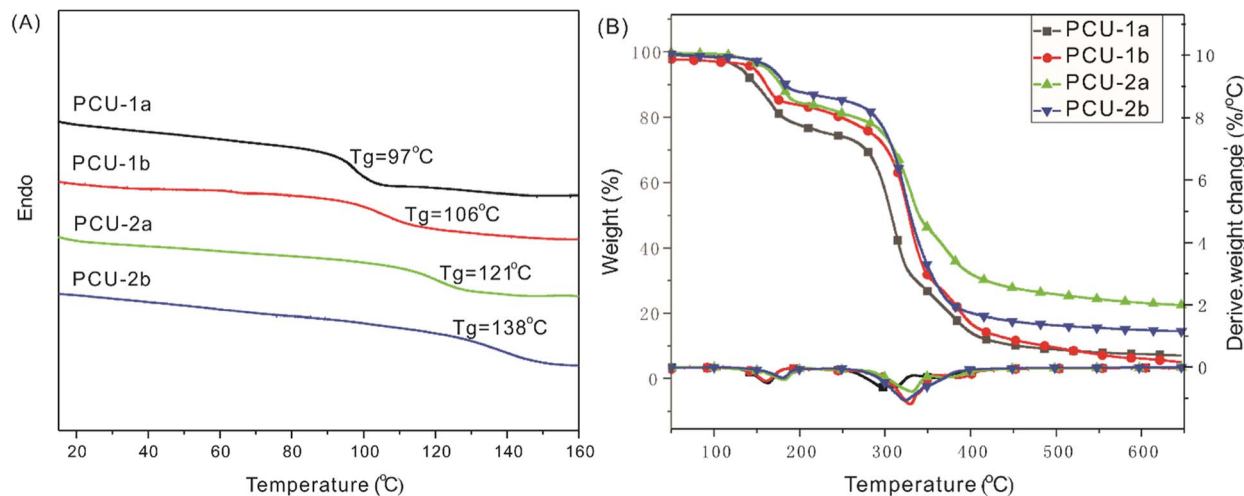 (A)
PCU-1a
Tg=97°C
PCU-1b
Tg=106°C
PCU-2a
Tg=121°C
PCU-2b
Tg=138°C
Endo
20 40 60 80 100 120 140 160
Temperature (°C)
(B)
PCU-1a
PCU-1b
PCU-2a
PCU-2b
100
80
60
40
20
0
Weight (%)
10
8
6
4
2
0
Derive.weight change (%/°C)
100 200 300 400 500 600
Temperature (°C)